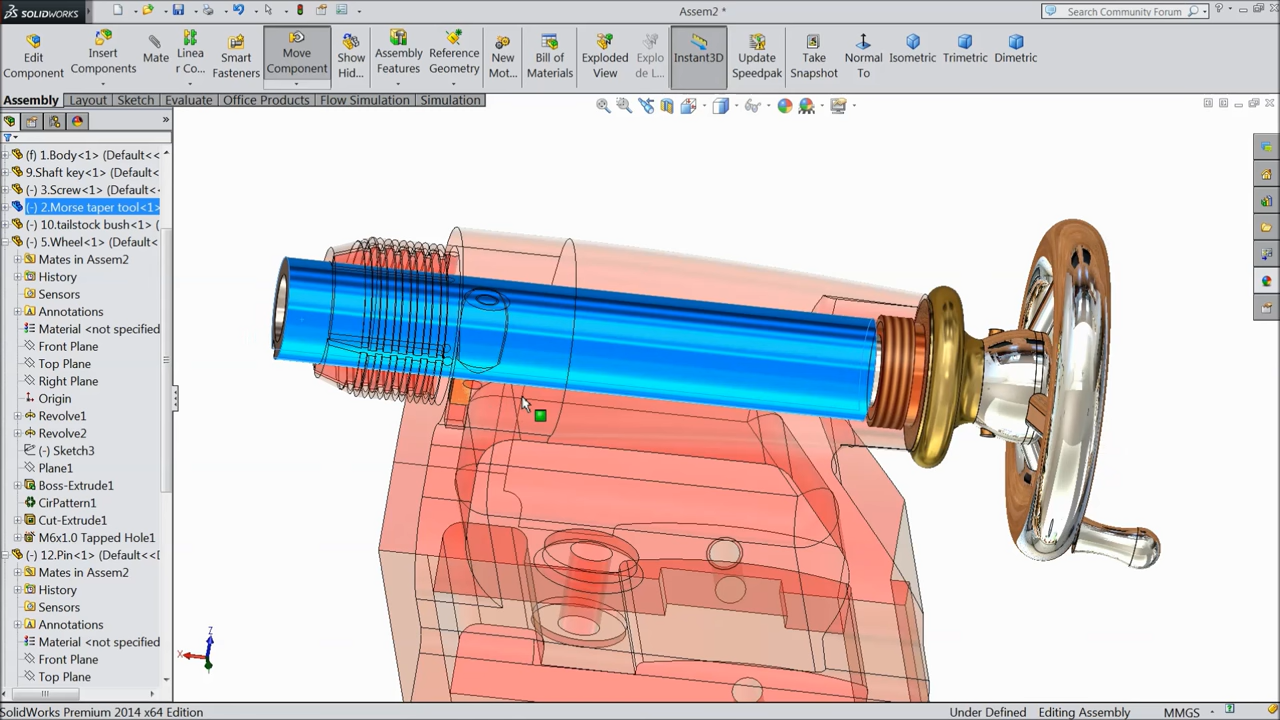 SOLIDWORKS
Assem2 *
Search Community Forum
?
Edit Component
Insert Components
Mate
Linea r Co...
Smart Fasteners
Move Component
Show Hid...
Assembly Features
Reference Geometry
New Mot...
Bill of Materials
Exploded View
Explo de L...
Instant3D
Update Speedpak
Take Snapshot
Normal To
Isometric
Trimetric
Dimetric
Assembly
Layout
Sketch
Evaluate
Office Products
Flow Simulation
Simulation
»
(f) 1.Body<1> (Default<<
9.Shaft key<1> (Default<
(-) 3.Screw<1> (Default<
(-) 2.Morse taper tool<1>
(-) 10.tailstock bush<1> (
(-) 5.Wheel<1> (Default<
Mates in Assem2
History
Sensors
Annotations
Material <not specified
Front Plane
Top Plane
Right Plane
Origin
Revolve1
Revolve2
(-) Sketch3
Plane1
Boss-Extrude1
CirPattern1
Cut-Extrude1
M6x1.0 Tapped Hole1
(-) 12.Pin<1> (Default<<D
Mates in Assem2
History
Sensors
Annotations
Material <not specified
Front Plane
Top Plane
Z
X
SolidWorks Premium 2014 x64 Edition
Under Defined
Editing Assembly
MMGS
?